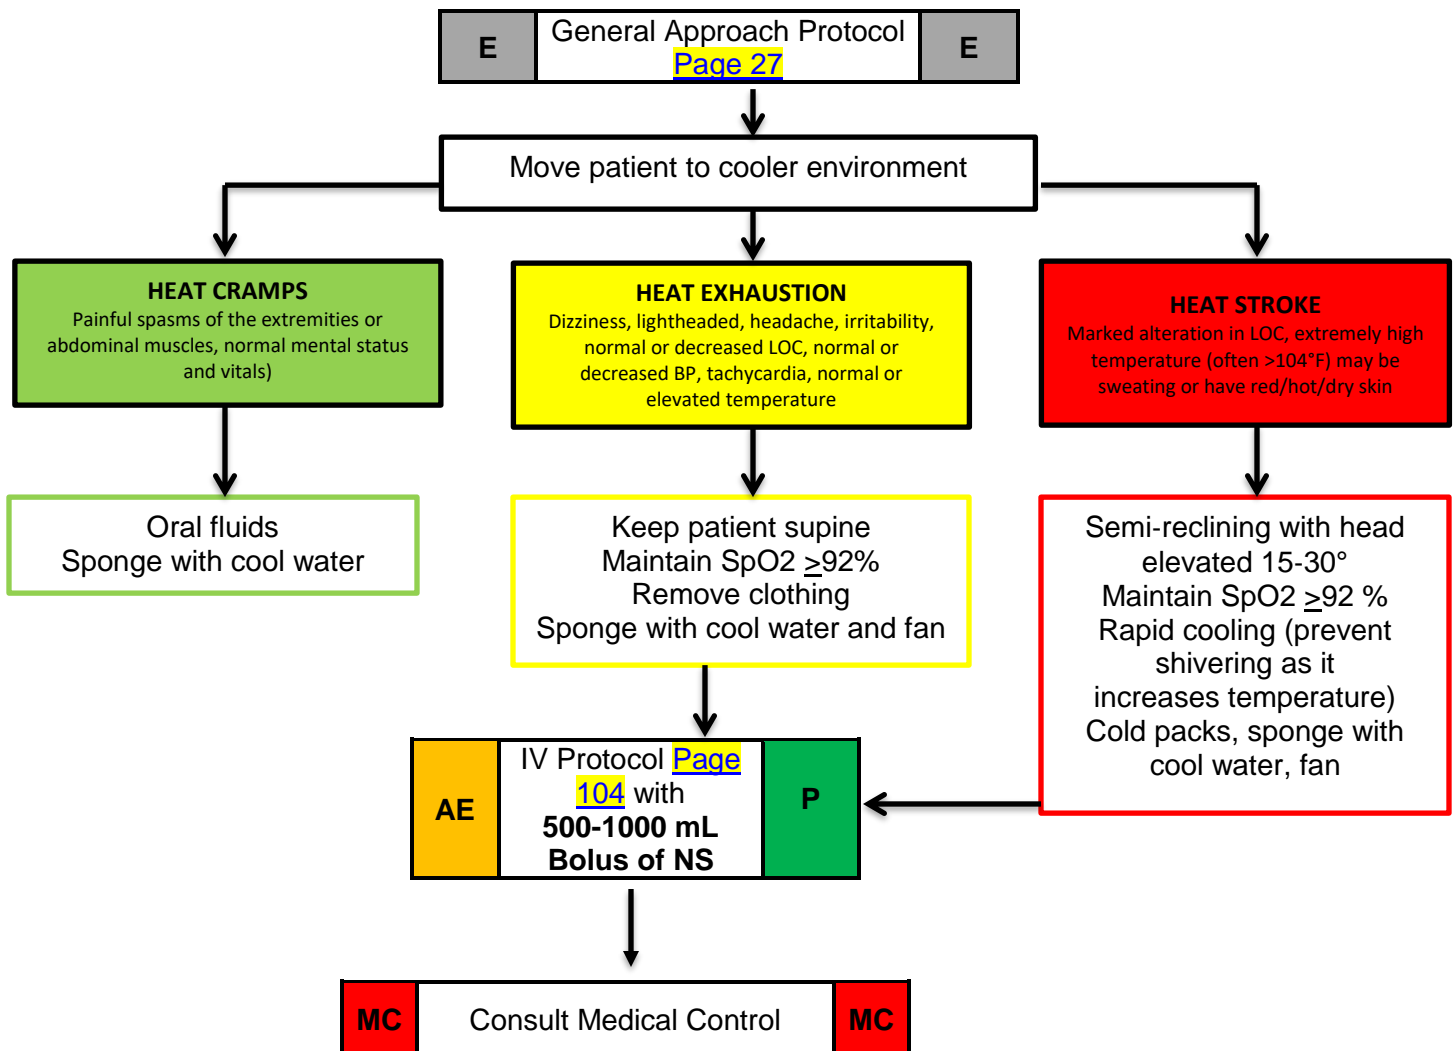 E
General Approach Protocol
Page 27
E
Move patient to cooler environment
HEAT CRAMPS
Painful spasms of the extremities or
abdominal muscles, normal mental status
and vitals)
HEAT EXHAUSTION
Dizziness, lightheaded, headache, irritability,
normal or decreased LOC, normal or
decreased BP, tachycardia, normal or
elevated temperature
HEAT STROKE
Marked alteration in LOC, extremely high
temperature (often >104°F) may be
sweating or have red/hot/dry skin
Oral fluids
Sponge with cool water
Keep patient supine
Maintain SpO2 ≥92%
Remove clothing
Sponge with cool water and fan
Semi-reclining with head
elevated 15-30°
Maintain SpO2 ≥92 %
Rapid cooling (prevent
shivering as it
increases temperature)
Cold packs, sponge with
cool water, fan
AE
IV Protocol Page
104 with
500-1000 mL
Bolus of NS
P
MC
Consult Medical Control
MC